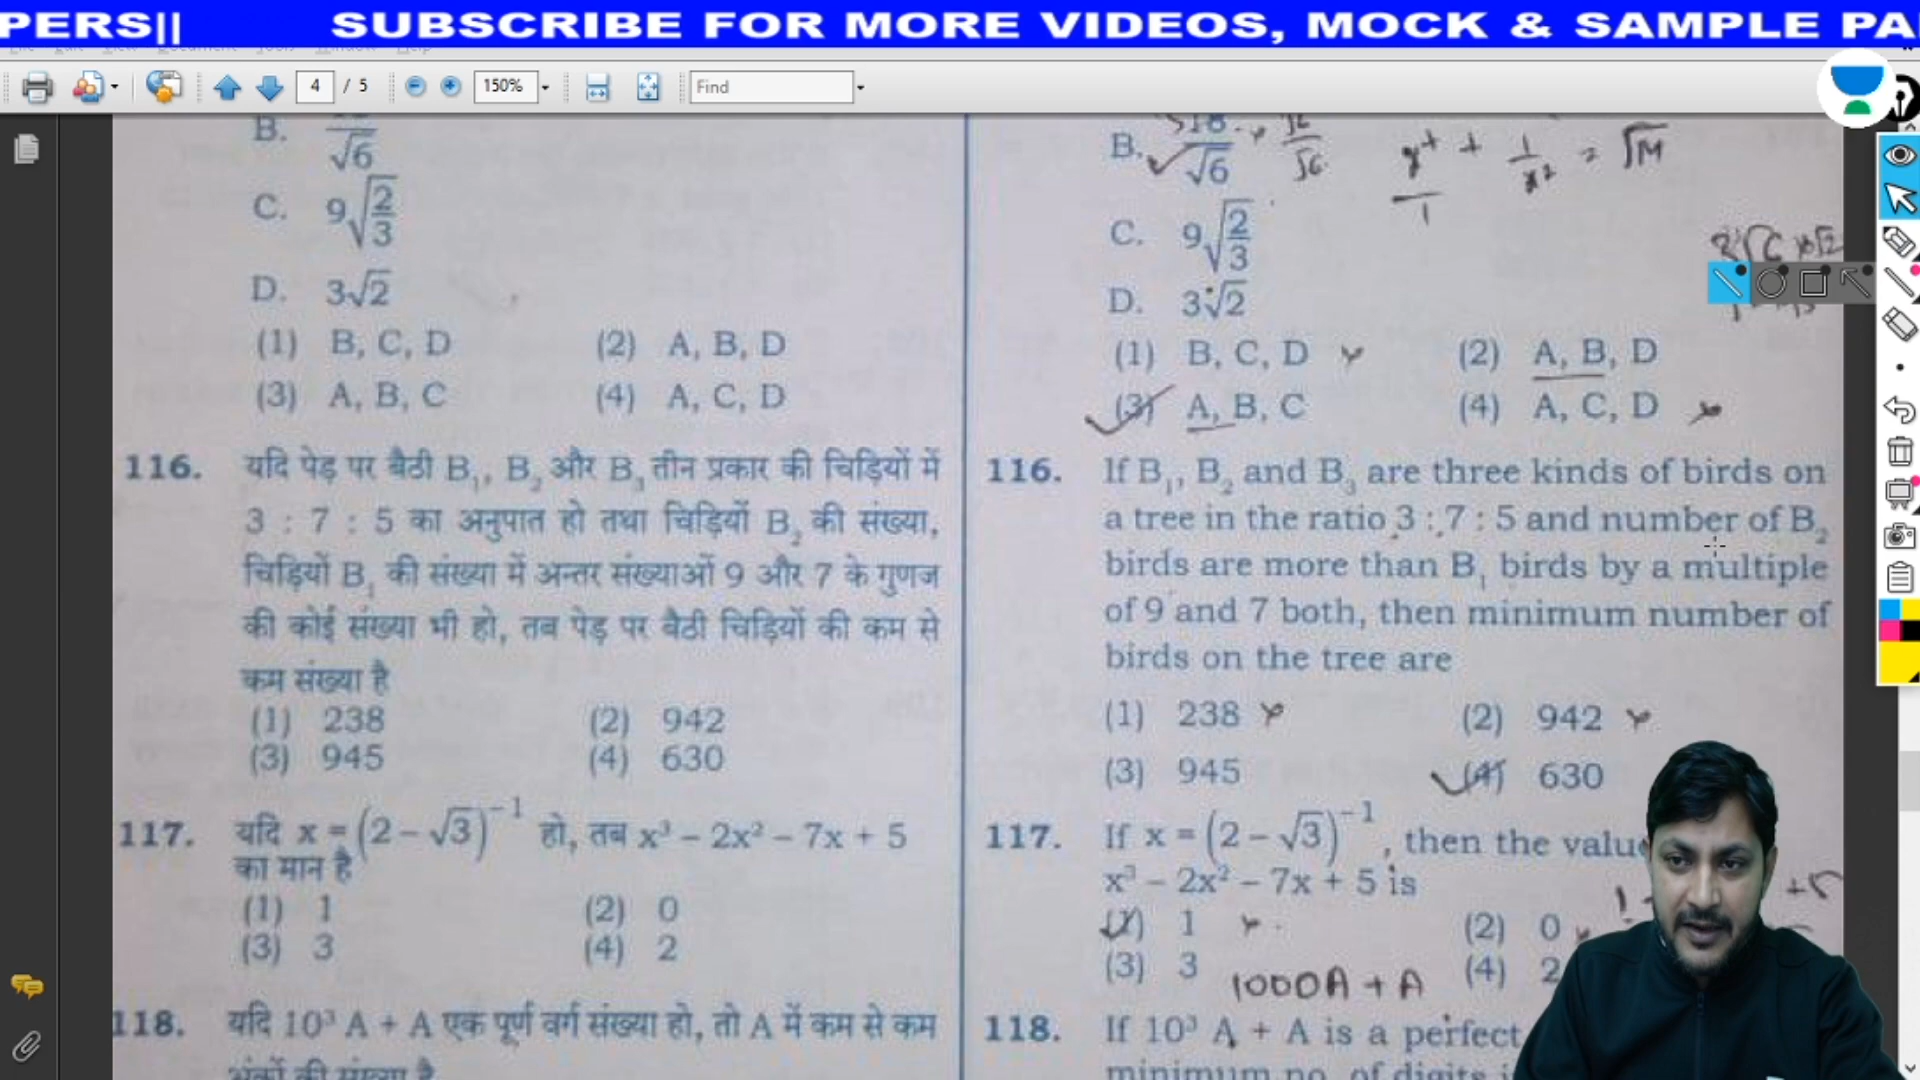 PERS|| SUBSCRIBE FOR MORE VIDEOS, MOCK & SAMPLE PA
4 / 5 150% Find
B. √6
C. 9√2/3
D. 3√2
(1) B, C, D (2) A, B, D
(3) A, B, C (4) A, C, D
116. यदि पेड़ पर बैठी B₁, B₂ और B₃ तीन प्रकार की चिड़ियों में
3 : 7 : 5 का अनुपात हो तथा चिड़ियों B₂ की संख्या,
चिड़ियों B₁ की संख्या में अन्तर संख्याओं 9 और 7 के गुणज
की कोई संख्या भी हो, तब पेड़ पर बैठी चिड़ियों की कम से
कम संख्या है
(1) 238 (2) 942
(3) 945 (4) 630
117. यदि x = (2 – √3)⁻¹ हो, तब x³ – 2x² – 7x + 5
का मान है
(1) 1 (2) 0
(3) 3 (4) 2
118. यदि 10³ A + A एक पूर्ण वर्ग संख्या हो, तो A में कम से कम
अंकों की संख्या है
B. 18/√6
C. 9√2/3
D. 3√2
(1) B, C, D (2) A, B, D
(3) A, B, C (4) A, C, D
116. If B₁, B₂ and B₃ are three kinds of birds on
a tree in the ratio 3 : 7 : 5 and number of B₂
birds are more than B₁ birds by a multiple
of 9 and 7 both, then minimum number of
birds on the tree are
(1) 238 (2) 942
(3) 945 (4) 630
117. If x = (2 – √3)⁻¹, then the value
x³ – 2x² – 7x + 5 is
(1) 1 (2) 0
(3) 3 (4) 2
1000A + A
118. If 10³ A + A is a perfect
minimum no. of digits